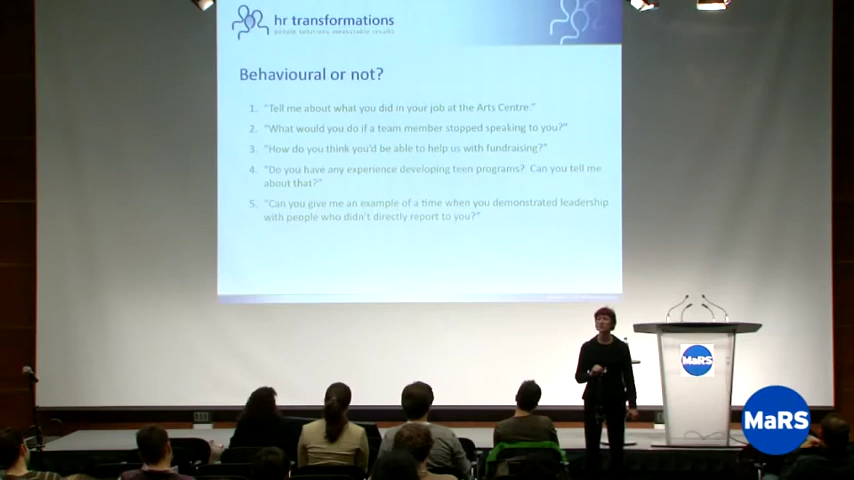 hr transformations
people solutions measurable results
Behavioural or not?
1. "Tell me about what you did in your job at the Arts Centre."
2. "What would you do if a team member stopped speaking to you?"
3. "How do you think you'd be able to help us with fundraising?"
4. "Do you have any experience developing teen programs? Can you tell me
about that?"
5. "Can you give me an example of a time when you demonstrated leadership
with people who didn't directly report to you?"
MaRS
MaRS